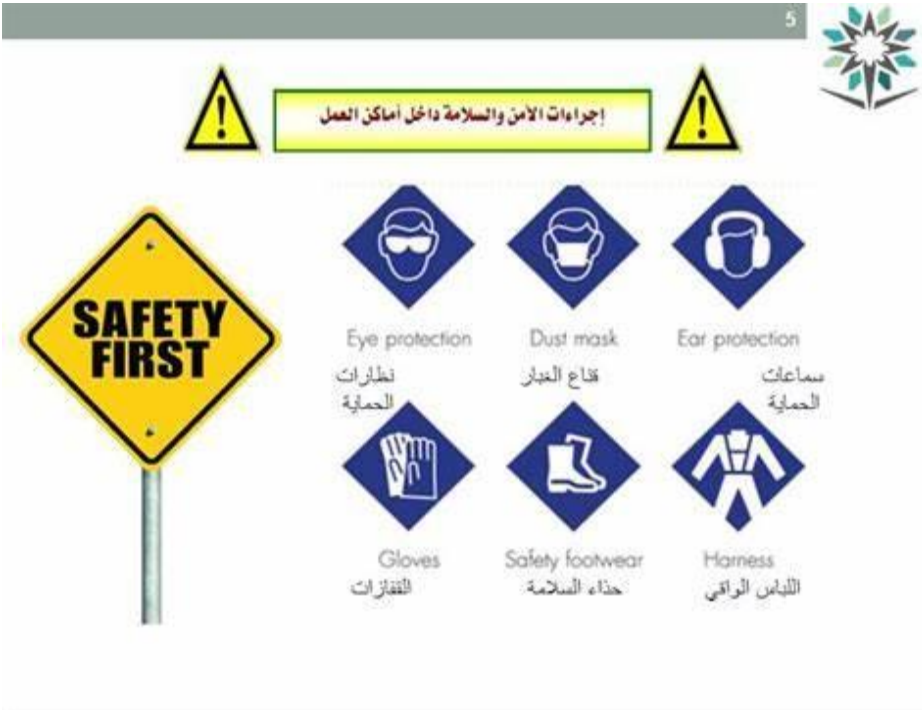 5
إجراءات الأمن والسلامة داخل أماكن العمل
SAFETY
FIRST
Eye protection
Dust mask
Ear protection
نظارات
الحماية
قناع الغبار
سماعات
الحماية
Gloves
Safety footwear
Harness
القفازات
حذاء السلامة
اللباس الواقي